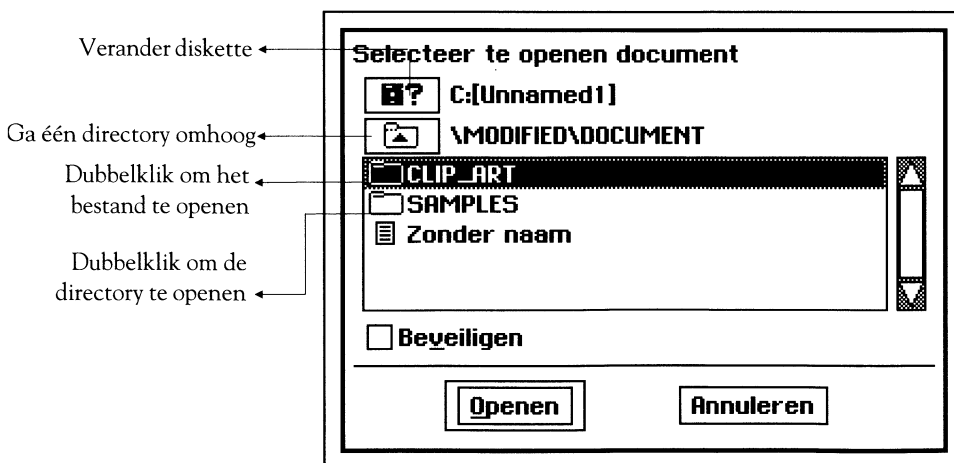 Verander diskette
Selecteer te openen document
? C:[Unnamed1]
Ga één directory omhoog
\MODIFIED\DOCUMENT
Dubbelklik om het
bestand te openen
CLIP_ART
SAMPLES
Zonder naam
Dubbelklik om de
directory te openen
Beveiligen
Openen
Annuleren